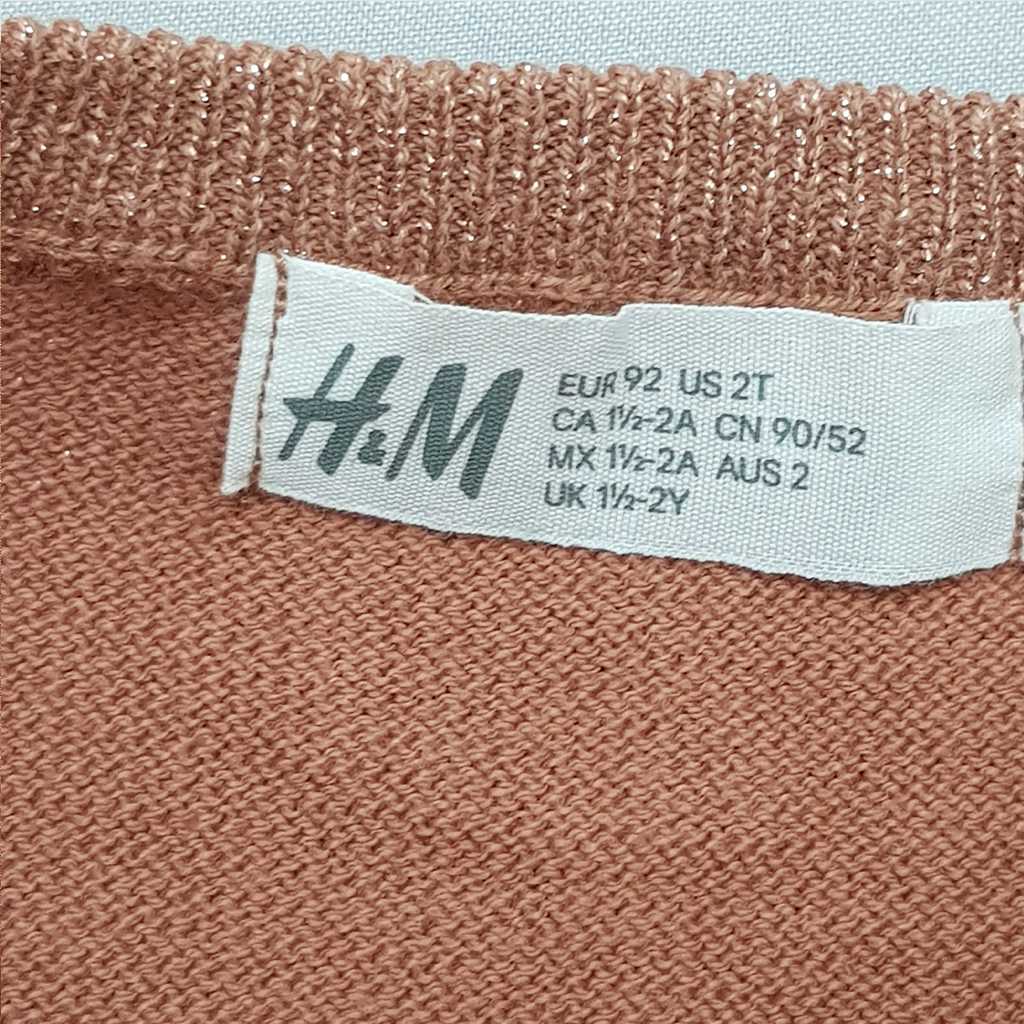 H&M
EUR 92 US 2T
CA 1½-2A CN 90/52
MX 1½-2A AUS 2
UK 1½-2Y